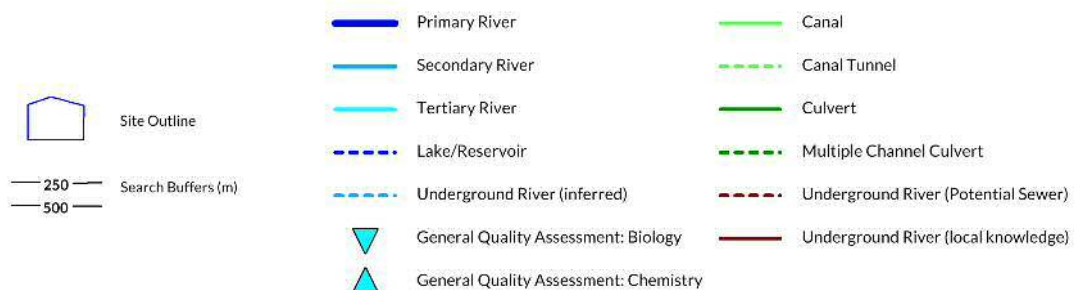 Site Outline
250
500
Search Buffers (m)
Primary River
Secondary River
Tertiary River
Lake/Reservoir
Underground River (inferred)
General Quality Assessment: Biology
General Quality Assessment: Chemistry
Canal
Canal Tunnel
Culvert
Multiple Channel Culvert
Underground River (Potential Sewer)
Underground River (local knowledge)